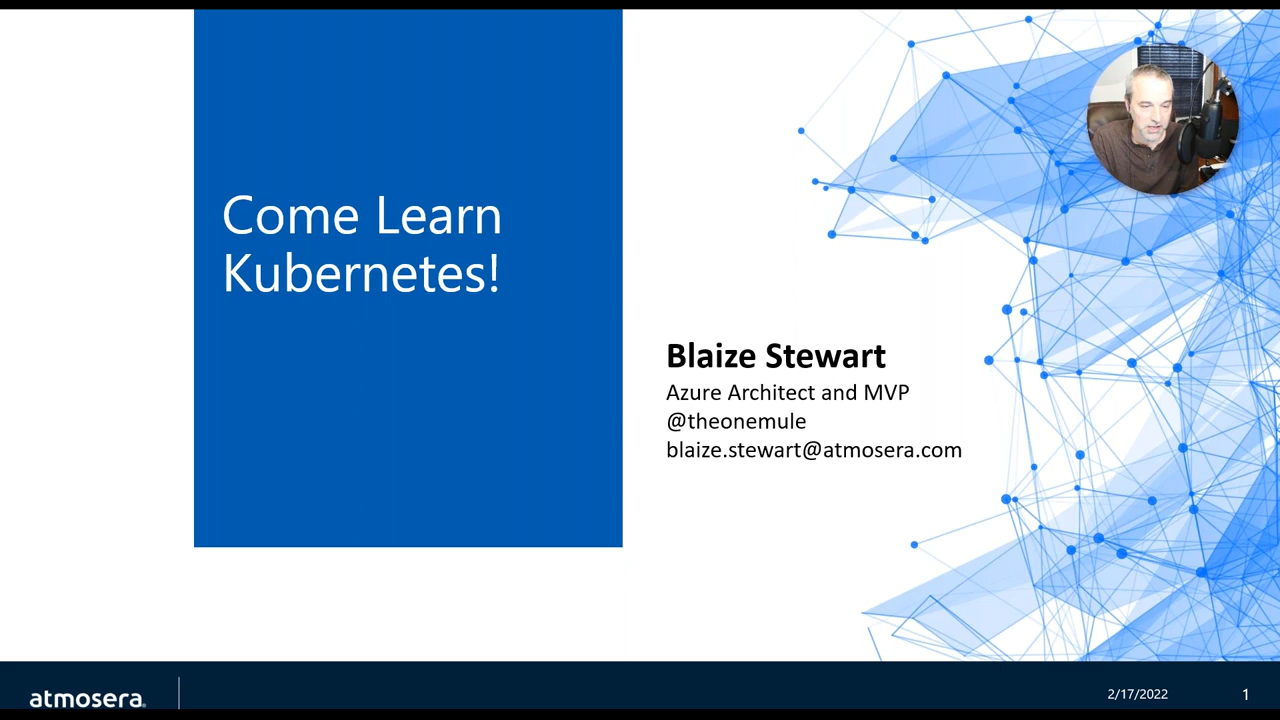 Come Learn
Kubernetes!
Blaize Stewart
Azure Architect and MVP
@theonemule
blaize.stewart@atmosera.com
atmosera
2/17/2022
1